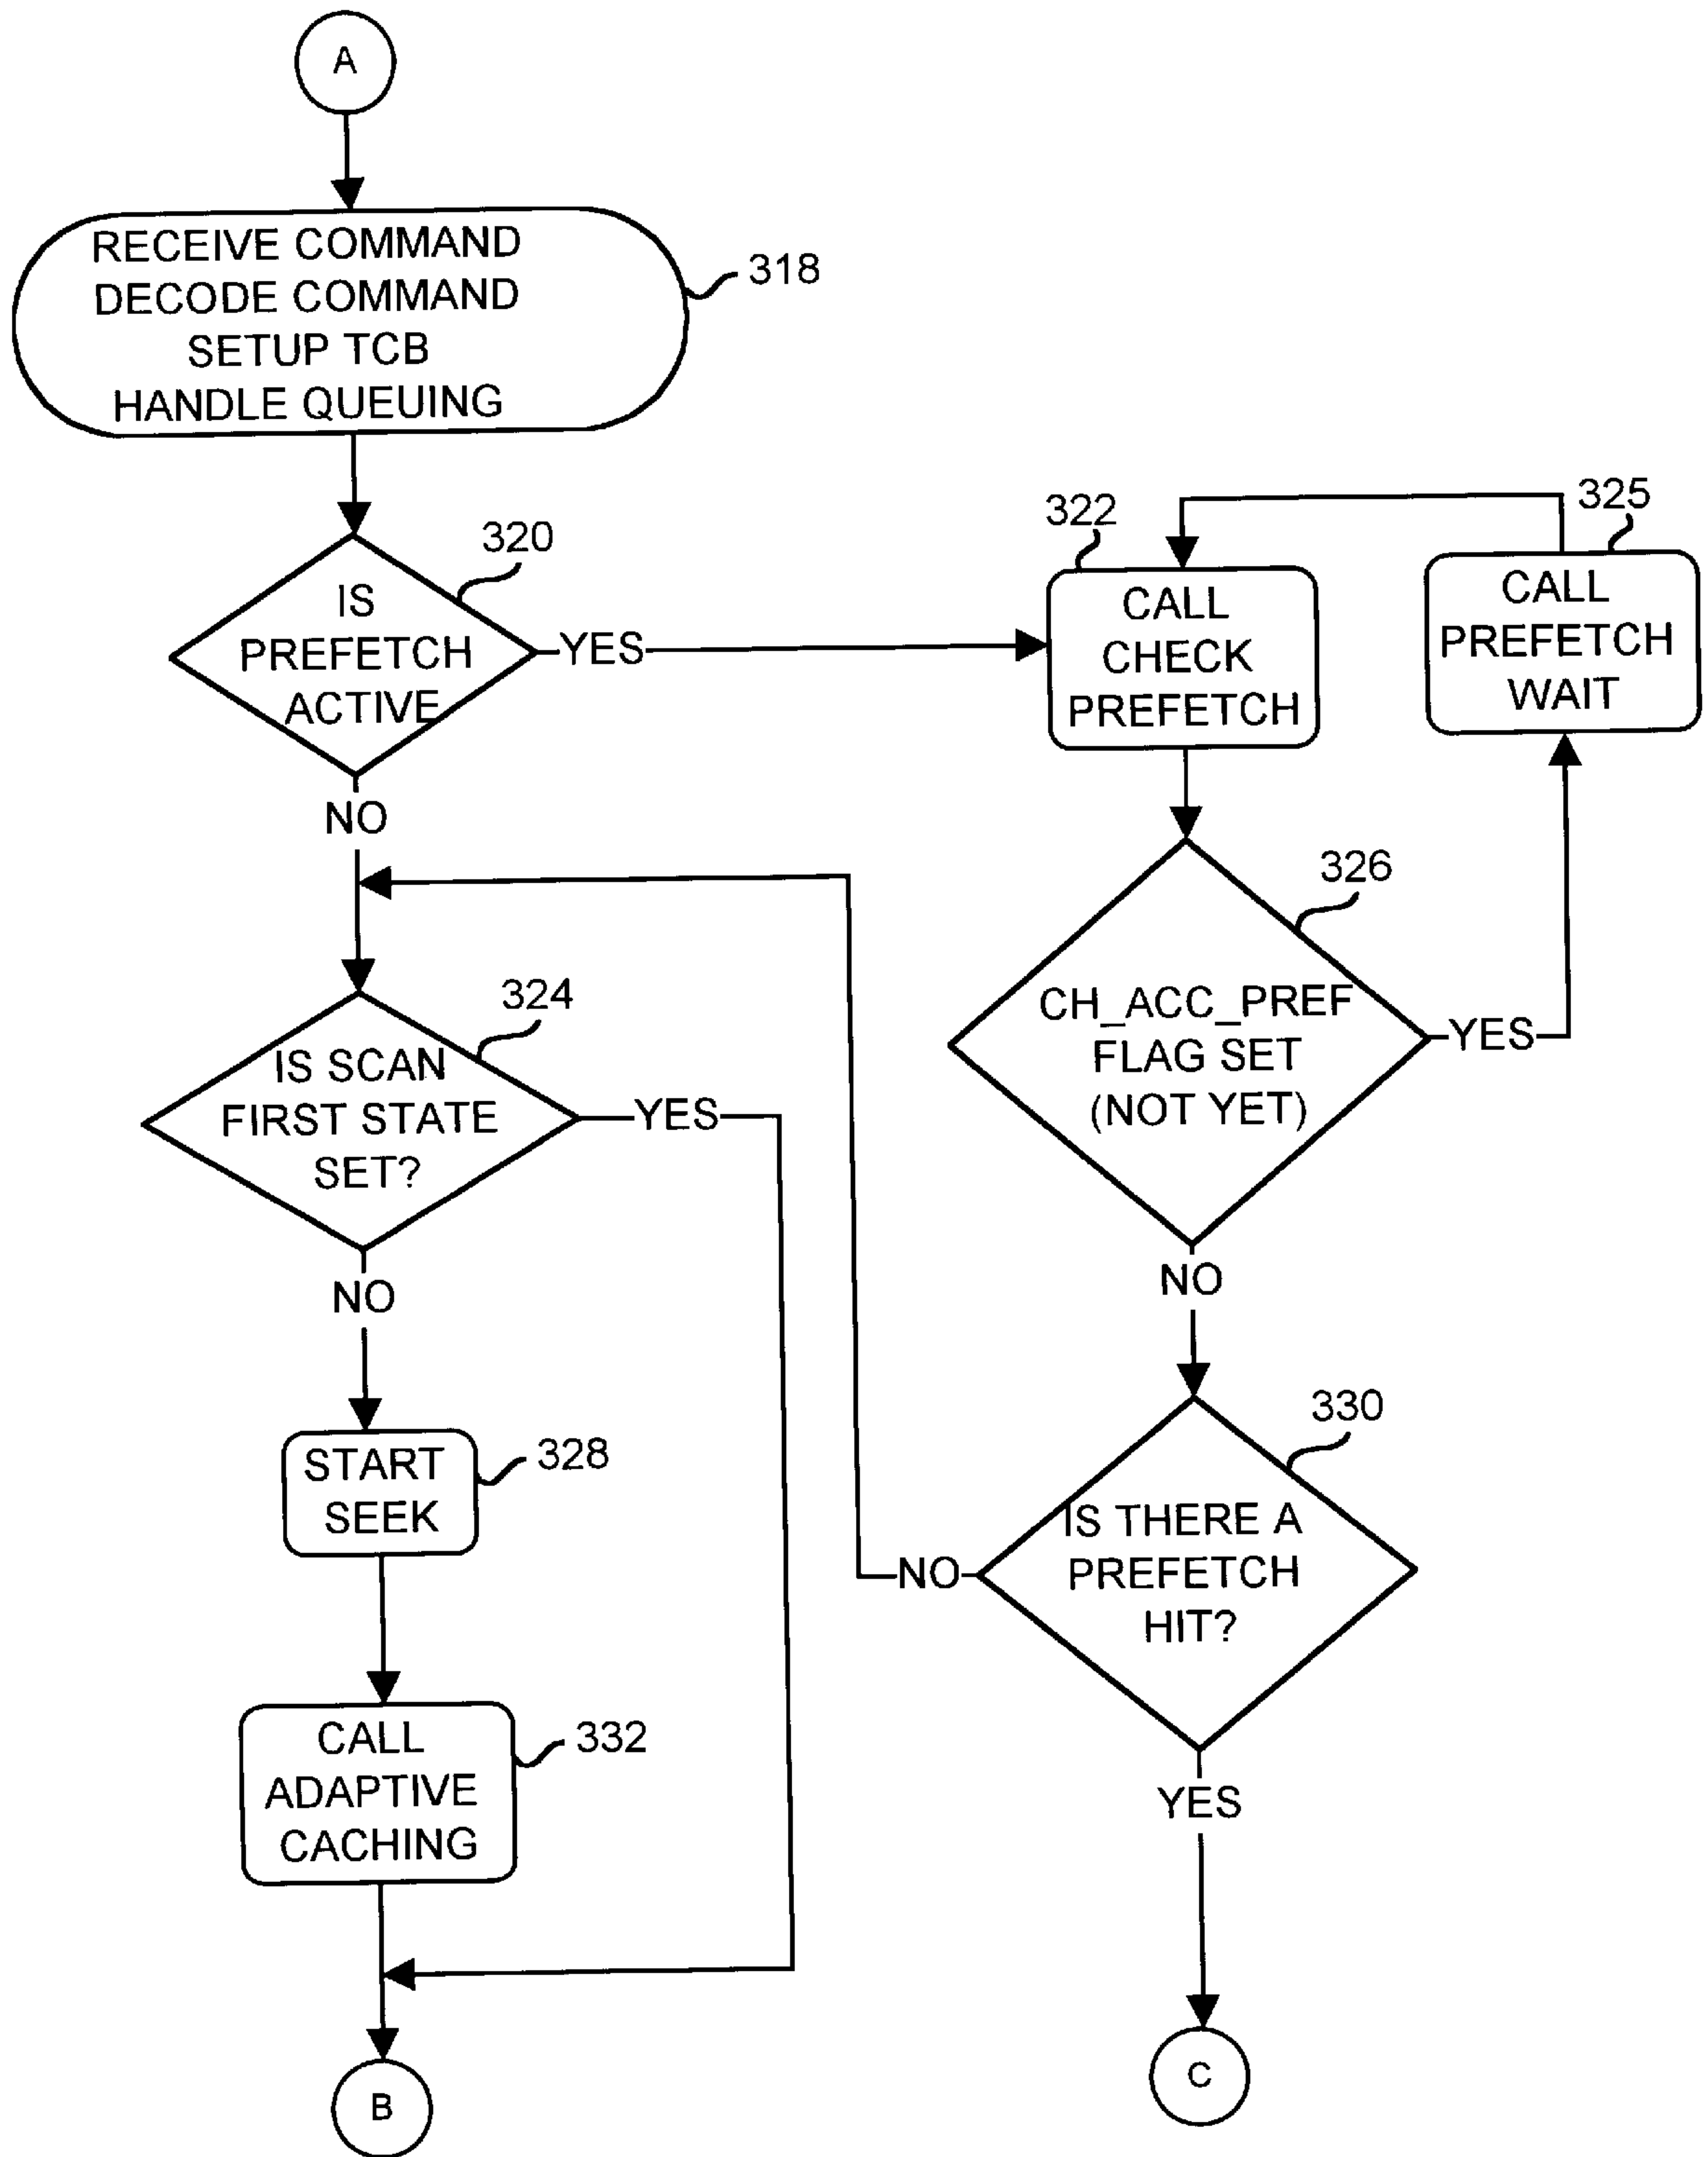 A
RECEIVE COMMAND
DECODE COMMAND
SETUP TCB
HANDLE QUEUING
318
320
IS
PREFETCH
ACTIVE
YES
NO
322
CALL
CHECK
PREFETCH
325
CALL
PREFETCH
WAIT
326
CH_ACC_PREF
FLAG SET
(NOT YET)
YES
NO
324
IS SCAN
FIRST STATE
SET?
YES
NO
START
SEEK
328
330
IS THERE A
PREFETCH
HIT?
NO
YES
CALL
ADAPTIVE
CACHING
332
B
C